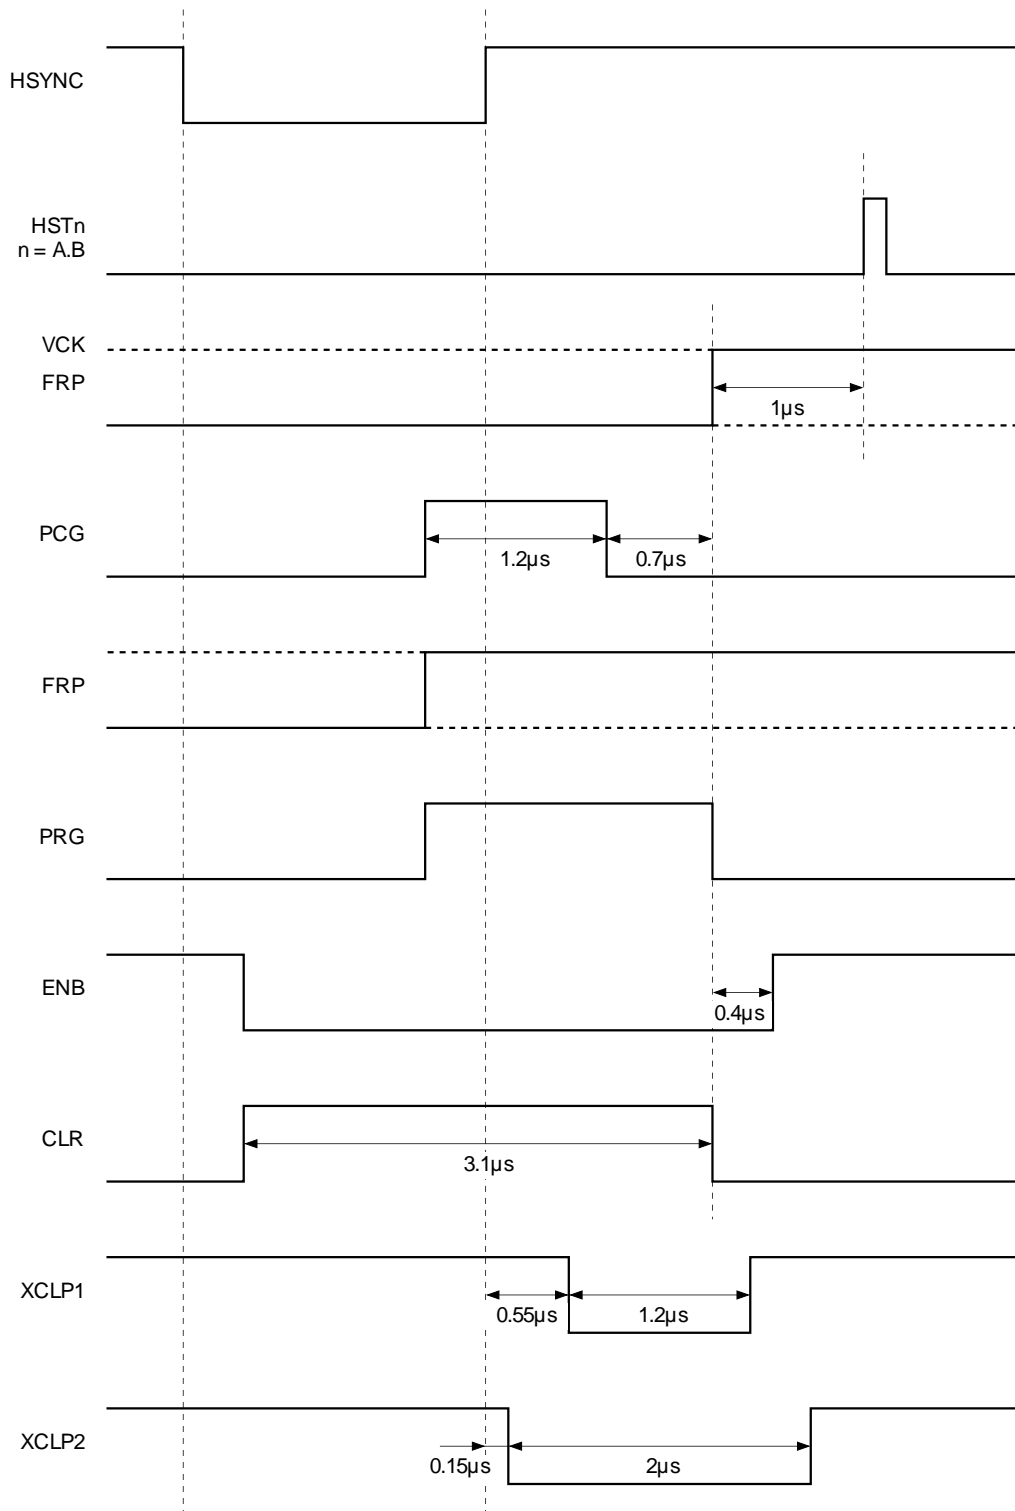 HSYNC
HSTn
n = A.B
VCK
FRP
1µs
PCG
1.2µs
0.7µs
FRP
PRG
ENB
0.4µs
CLR
3.1µs
XCLP1
0.55µs
1.2µs
XCLP2
0.15µs
2µs